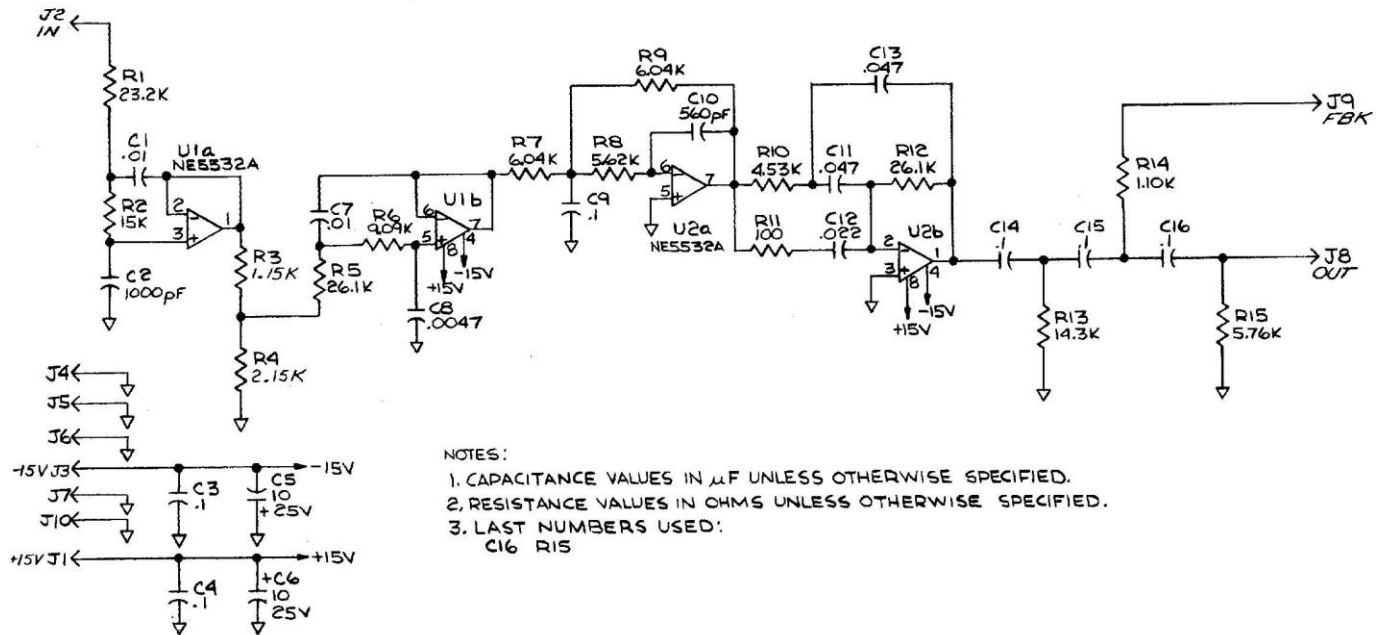 J2
IN
R1
23.2K
C1
.01
U1a
NE5532A
R2
15K
2
3
1
C2
1000pF
R3
1.15K
R4
2.15K
C7
.01
R6
9.09K
R5
26.1K
U1b
6
5
7
4
8
-15V
+15V
C8
.0047
R7
6.04K
R9
6.04K
R8
5.62K
C10
560pF
C9
.1
6
5
7
U2a
NE5532A
R10
4.53K
C13
.047
C11
.047
R12
26.1K
R11
100
C12
.022
U2b
2
3
1
4
8
-15V
+15V
C14
.1
C15
.1
C16
.1
R13
14.3K
R14
1.10K
R15
5.76K
J9
FBK
J8
OUT
J4
J5
J6
-15V J3
-15V
J7
J10
C3
.1
C5
10
+25V
+15V J1
+15V
C4
.1
+C6
10
25V
NOTES:
1. CAPACITANCE VALUES IN µF UNLESS OTHERWISE SPECIFIED.
2, RESISTANCE VALUES IN OHMS UNLESS OTHERWISE SPECIFIED.
3. LAST NUMBERS USED:
C16 R15